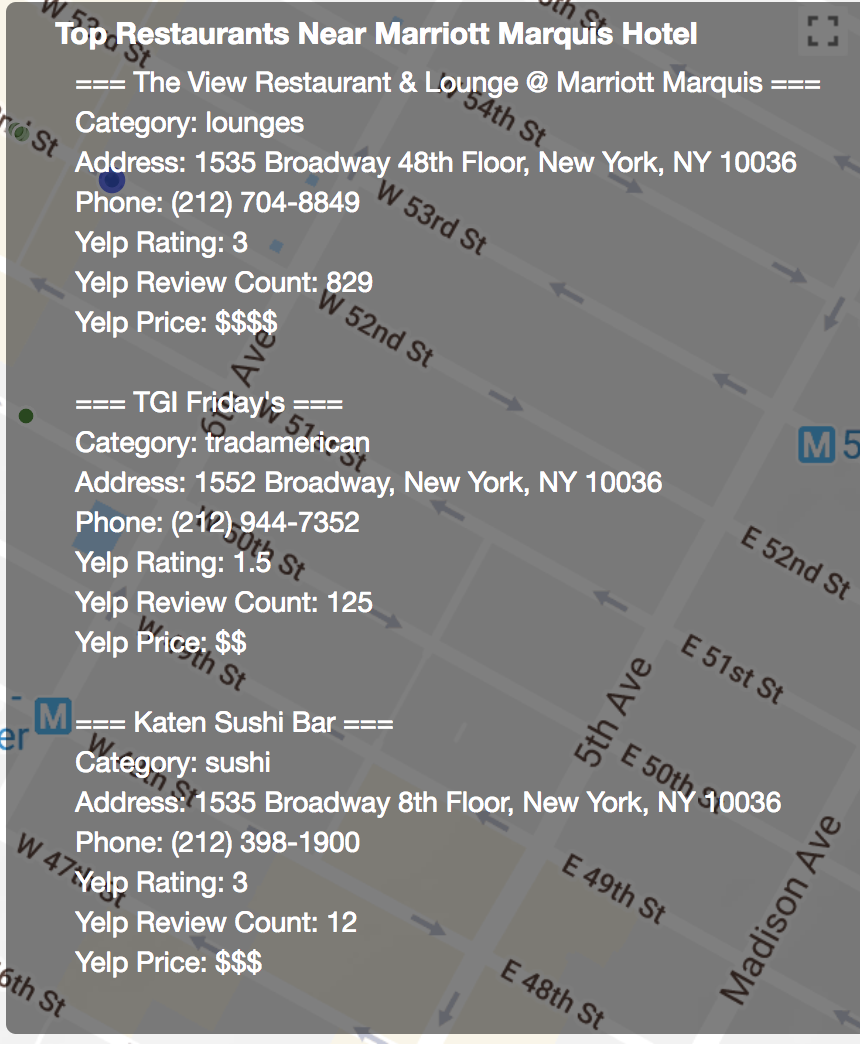 Top Restaurants Near Marriott Marquis Hotel
=== The View Restaurant & Lounge @ Marriott Marquis ===
Category: lounges
Address: 1535 Broadway 48th Floor, New York, NY 10036
Phone: (212) 704-8849
Yelp Rating: 3
Yelp Review Count: 829
Yelp Price: $$$$
=== TGI Friday's ===
Category: tradamerican
Address: 1552 Broadway, New York, NY 10036
Phone: (212) 944-7352
Yelp Rating: 1.5
Yelp Review Count: 125
Yelp Price: $$
=== Katen Sushi Bar ===
Category: sushi
Address: 1535 Broadway 8th Floor, New York, NY 10036
Phone: (212) 398-1900
Yelp Rating: 3
Yelp Review Count: 12
Yelp Price: $$$
W 53rd St
W 54th St
W 53rd St
W 52nd St
6th Ave
W 51st St
W 50th St
W 49th St
M
M 5
E 52nd St
E 51st St
5th Ave
E 50th St
W 47th St
E 49th St
Madison Ave
E 48th St
6th St
er